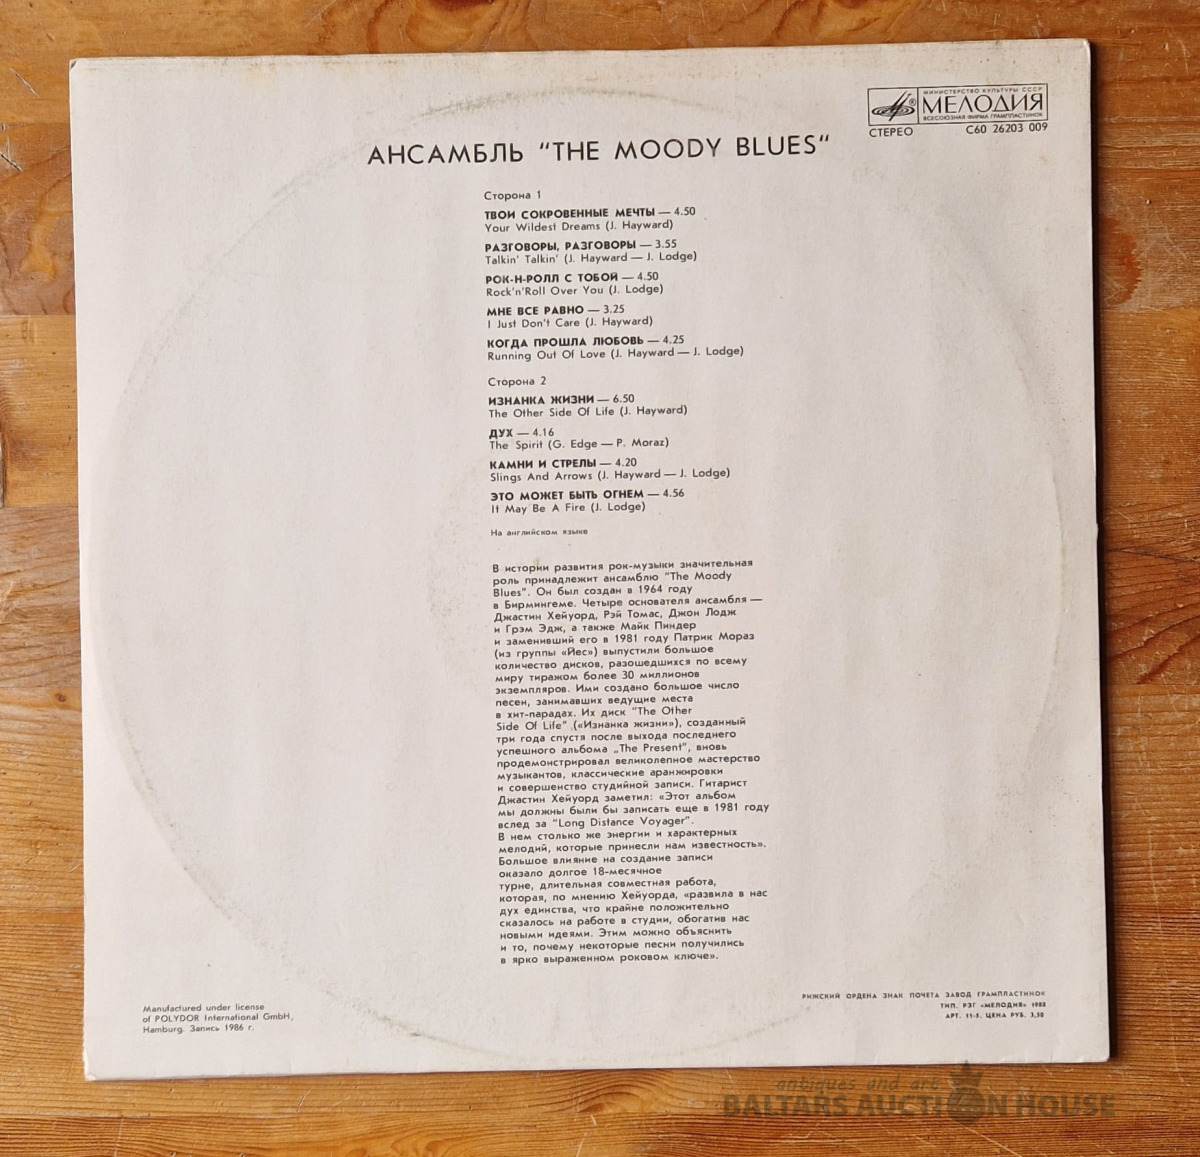 МИНИСТЕРСТВО КУЛЬТУРЫ СССР
МЕЛОДИЯ
ВСЕСОЮЗНАЯ ФИРМА ГРАМПЛАСТИНОК
СТЕРЕО С60 26203 009
АНСАМБЛЬ “THE MOODY BLUES“
Сторона 1
ТВОИ СОКРОВЕННЫЕ МЕЧТЫ — 4.50
Your Wildest Dreams (J. Hayward)
РАЗГОВОРЫ, РАЗГОВОРЫ — 3.55
Talkin' Talkin' (J. Hayward — J. Lodge)
РОК-Н-РОЛЛ С ТОБОЙ — 4.50
Rock'n'Roll Over You (J. Lodge)
МНЕ ВСЕ РАВНО — 3.25
I Just Don't Care (J. Hayward)
КОГДА ПРОШЛА ЛЮБОВЬ — 4.25
Running Out Of Love (J. Hayward — J. Lodge)
Сторона 2
ИЗНАНКА ЖИЗНИ — 6.50
The Other Side Of Life (J. Hayward)
ДУХ — 4.16
The Spirit (G. Edge — P. Moraz)
КАМНИ И СТРЕЛЫ — 4.20
Slings And Arrows (J. Hayward — J. Lodge)
ЭТО МОЖЕТ БЫТЬ ОГНЕМ — 4.56
It May Be A Fire (J. Lodge)
На английском языке
В истории развития рок-музыки значительная
роль принадлежит ансамблю "The Moody
Blues". Он был создан в 1964 году
в Бирмингеме. Четыре основателя ансамбля —
Джастин Хейуорд, Рэй Томас, Джон Лодж
и Грэм Эдж, а также Майк Пиндер
и заменивший его в 1981 году Патрик Мораз
(из группы «Йес») выпустили большое
количество дисков, разошедшихся по всему
миру тиражом более 30 миллионов
экземпляров. Ими создано большое число
песен, занимавших ведущие места
в хит-парадах. Их диск "The Other
Side Of Life" («Изнанка жизни»), созданный
три года спустя после выхода последнего
успешного альбома „The Present", вновь
продемонстрировал великолепное мастерство
музыкантов, классические аранжировки
и совершенство студийной записи. Гитарист
Джастин Хейуорд заметил: «Этот альбом
мы должны были бы записать еще в 1981 году
вслед за "Long Distance Voyager".
В нем столько же энергии и характерных
мелодий, которые принесли нам известность».
Большое влияние на создание записи
оказало долгое 18-месячное
турне, длительная совместная работа,
которая, по мнению Хейуорда, «развила в нас
дух единства, что крайне положительно
сказалось на работе в студии, обогатив нас
новыми идеями. Этим можно объяснить
и то, почему некоторые песни получились
в ярко выраженном роковом ключе».
Manufactured under license
of POLYDOR International GmbH,
Hamburg. Запись 1986 г.
РИЖСКИЙ ОРДЕНА ЗНАК ПОЧЕТА ЗАВОД ГРАМПЛАСТИНОК
ТИП. РЗГ «МЕЛОДИЯ» 1988
АРТ. 11-3. ЦЕНА РУБ. 3,50
antiques and art
BALTARS AUCTION HOUSE